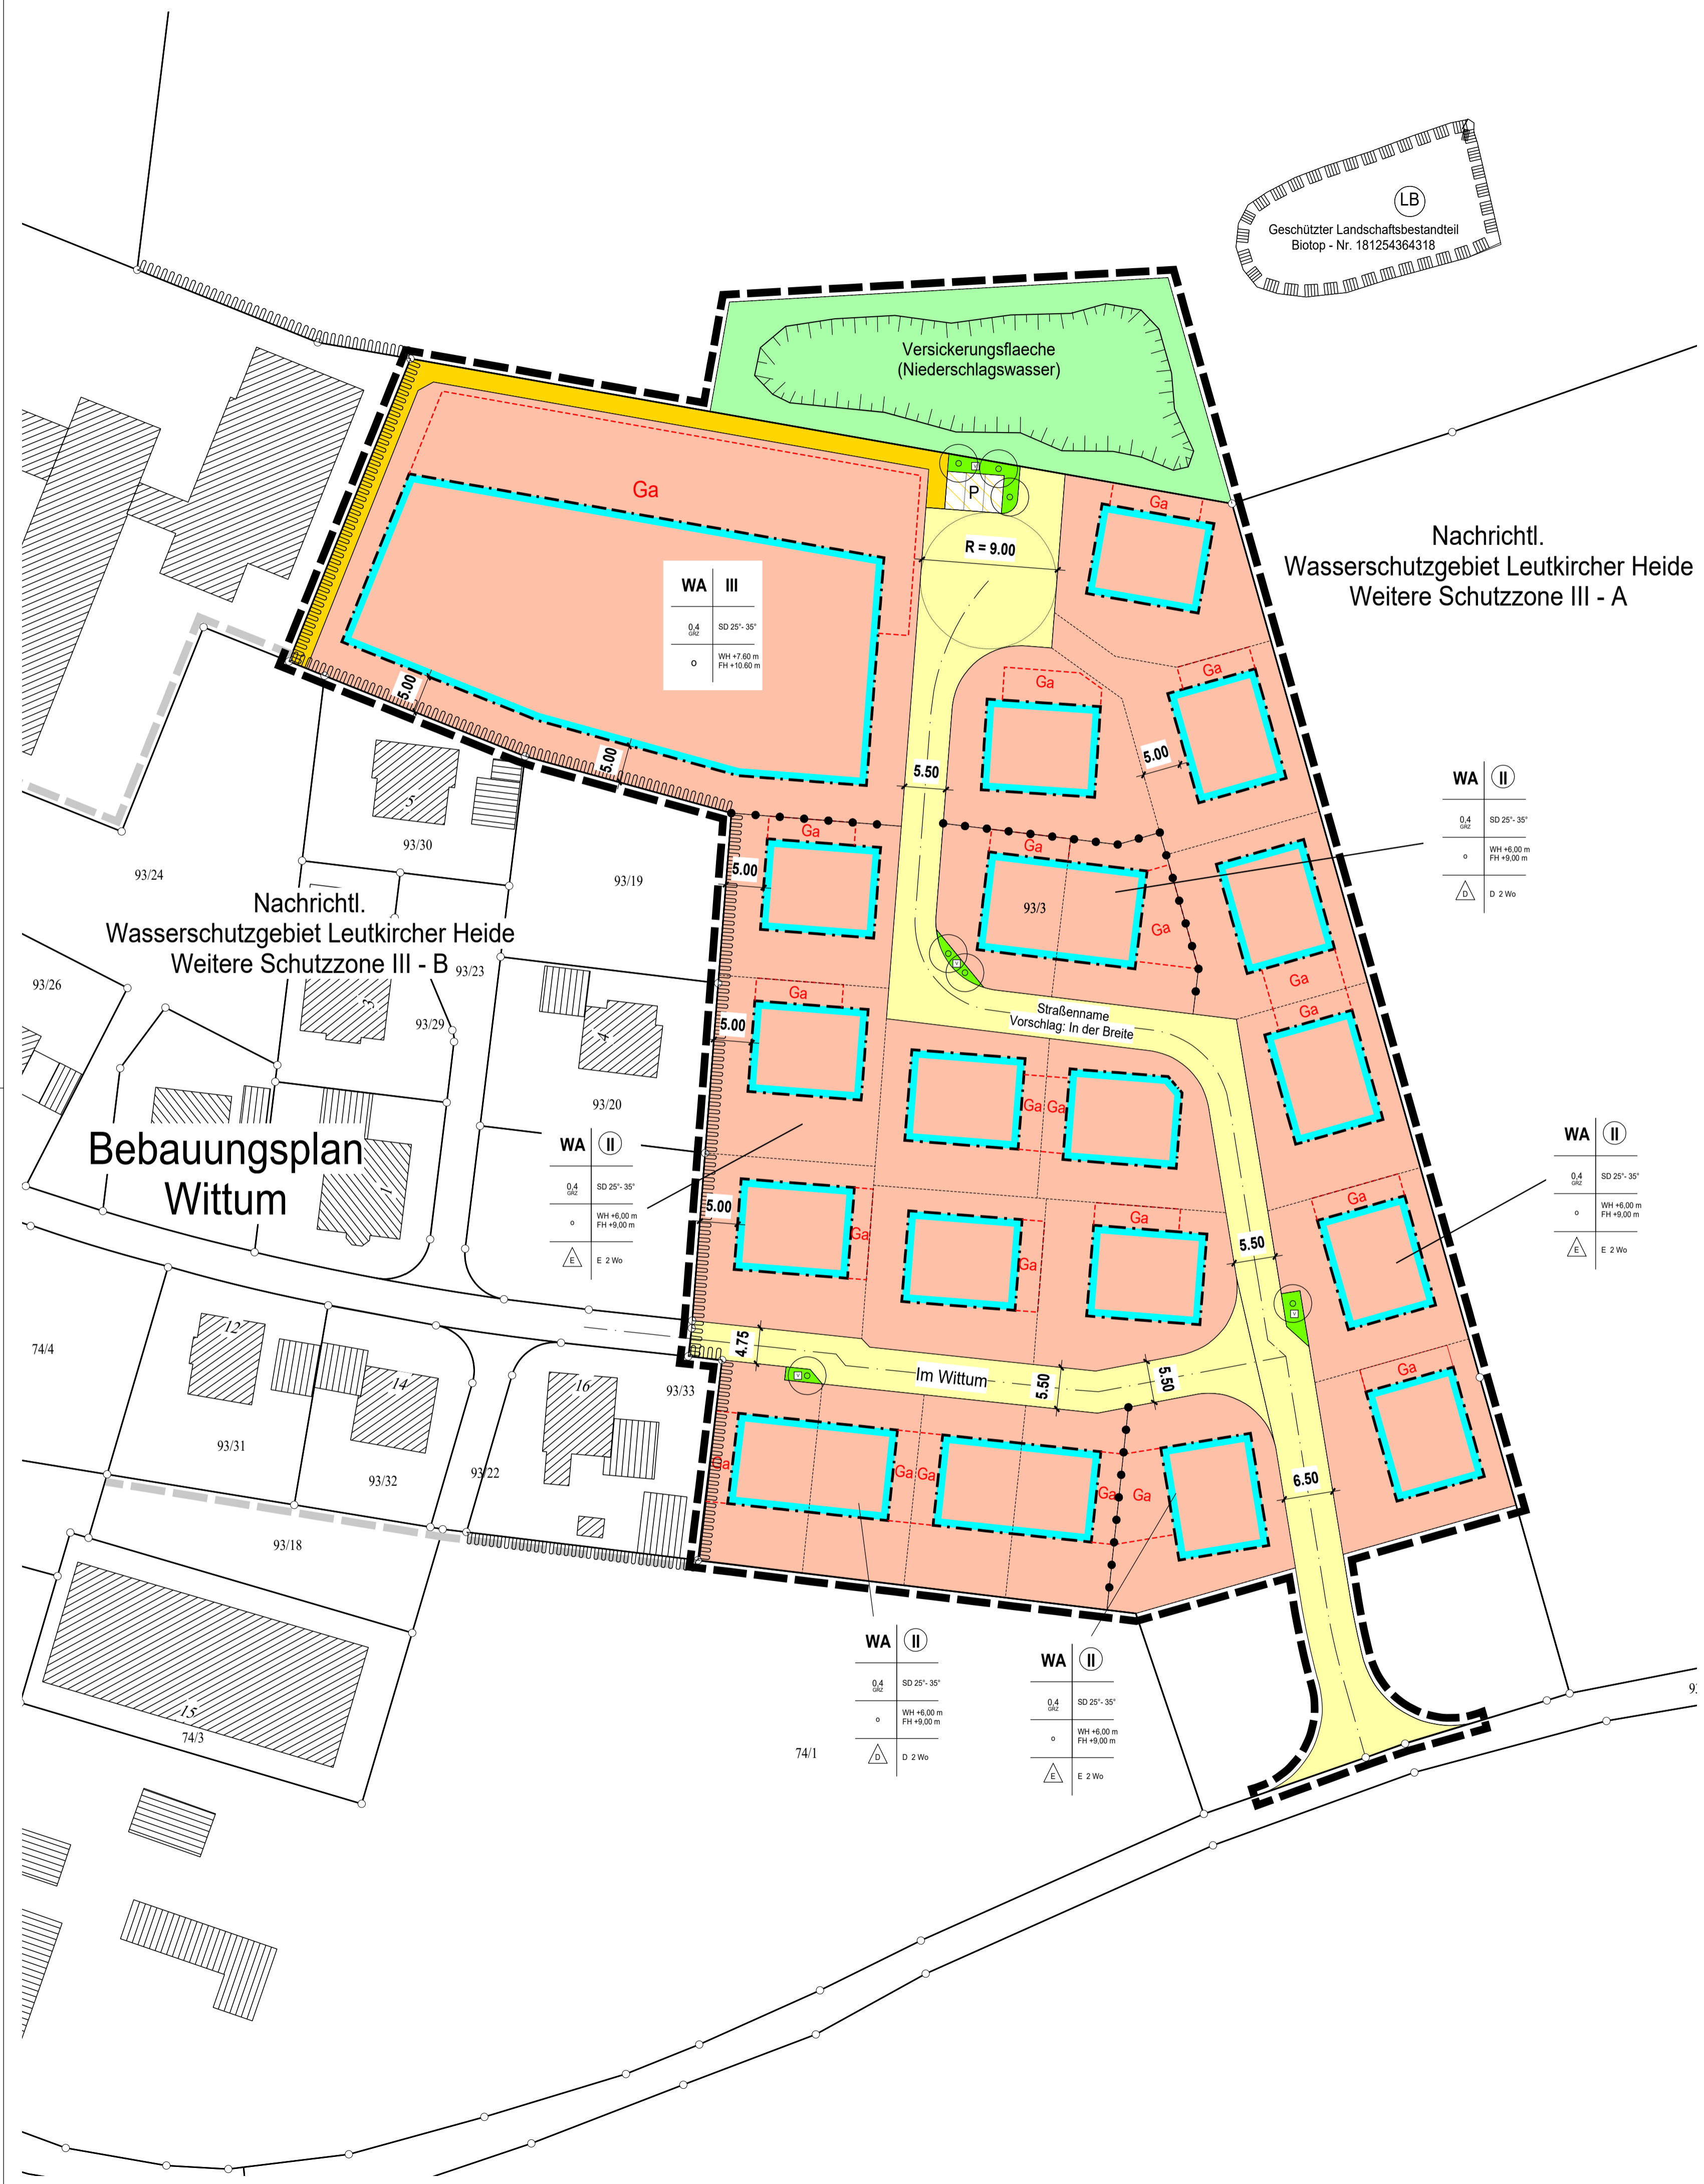 LB
Geschützter Landschaftsbestandteil
Biotop - Nr. 181254364318
Versickerungsflaeche
(Niederschlagswasser)
P
Ga
Ga
R = 9.00
Nachrichtl.
Wasserschutzgebiet Leutkircher Heide
Weitere Schutzzone III - A
WA III
0,4 SD 25°- 35°
GRZ
o WH +7.60 m
FH +10.60 m
5.00
5.00
Ga
Ga
5.00
5.50
WA II
0,4 SD 25°- 35°
GRZ
o WH +6,00 m
FH +9,00 m
D D 2 Wo
5
93/30
93/24
93/19
Ga
5.00
Ga
93/3
Ga
Nachrichtl.
Wasserschutzgebiet Leutkircher Heide
Weitere Schutzzone III - B
93/23
93/26
3
93/29
4
V
Ga
5.00
Ga
Ga
Straßenname
Vorschlag: In der Breite
93/20
Ga Ga
Bebauungsplan
Wittum
1
WA II
0,4 SD 25°- 35°
GRZ
o WH +6,00 m
FH +9,00 m
E E 2 Wo
WA II
0,4 SD 25°- 35°
GRZ
o WH +6,00 m
FH +9,00 m
E E 2 Wo
5.00
Ga
Ga
Ga
Ga
5.50
V
74/4
12
14
16
93/33
4.75
V
Im Wittum
5.50
5.50
Ga
93/31
93/32
93/22
Ga
Ga Ga
Ga Ga
6.50
93/18
15
74/3
74/1
WA II
0,4 SD 25°- 35°
GRZ
o WH +6,00 m
FH +9,00 m
D D 2 Wo
WA II
0,4 SD 25°- 35°
GRZ
o WH +6,00 m
FH +9,00 m
E E 2 Wo